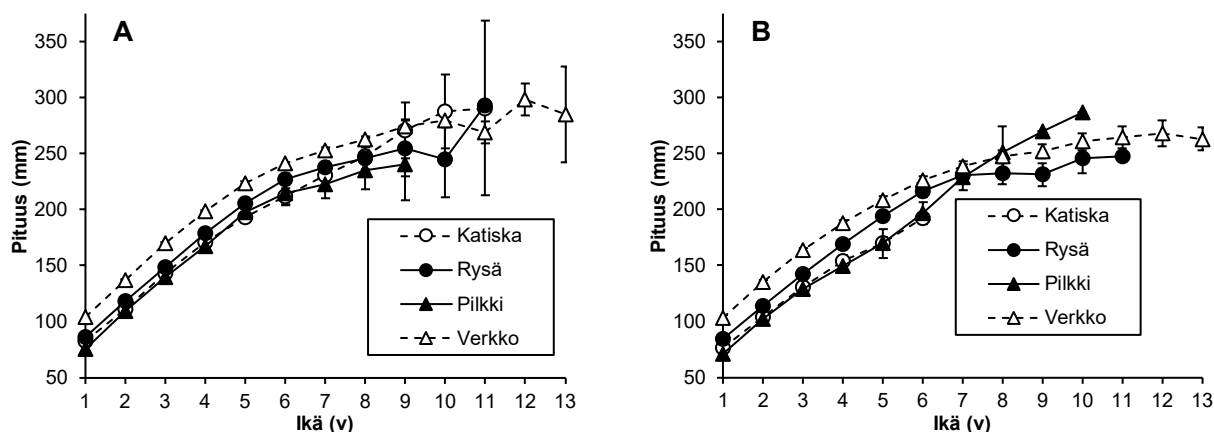 A
350
300
250
200
150
100
50
Pituus (mm)
Katiska
Rysä
Pilkki
Verkko
1 2 3 4 5 6 7 8 9 10 11 12 13
Ikä (v)
B
350
300
250
200
150
100
50
Pituus (mm)
Katiska
Rysä
Pilkki
Verkko
1 2 3 4 5 6 7 8 9 10 11 12 13
Ikä (v)